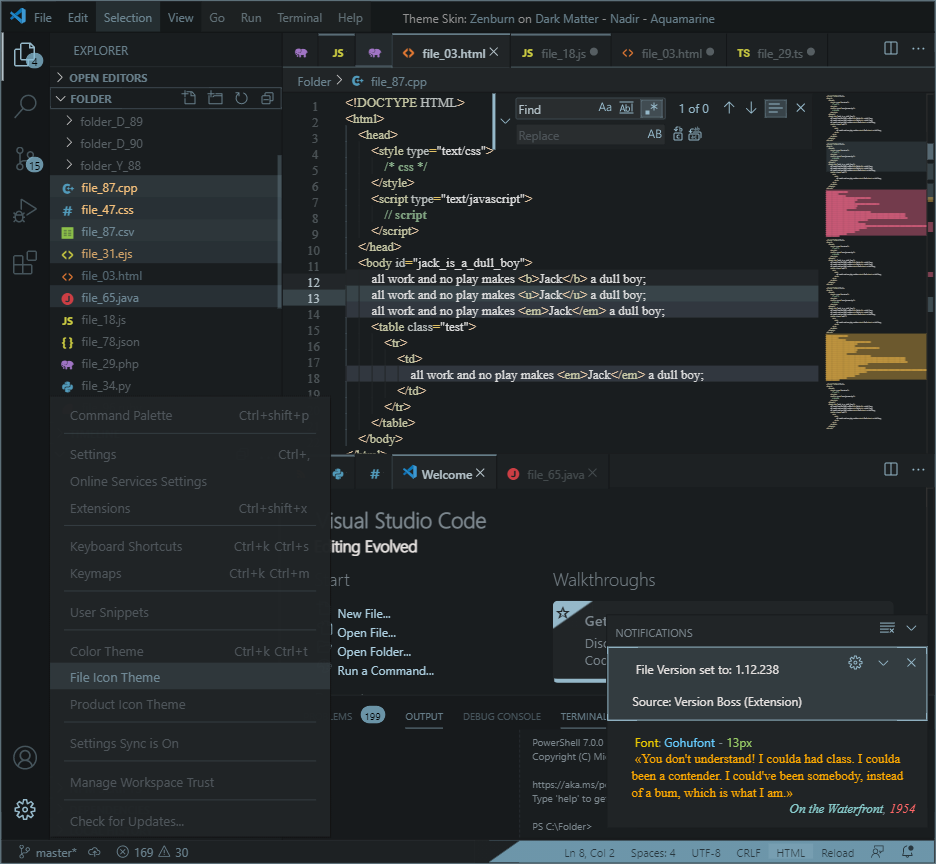 File Edit Selection View Go Run Terminal Help Theme Skin: Zenburn on Dark Matter - Nadir - Aquamarine
4
15
EXPLORER
OPEN EDITORS
FOLDER
folder_D_89
folder_D_90
folder_Y_88
file_87.cpp
file_47.css
file_87.csv
file_31.ejs
file_03.html
file_65.java
JS file_18.js
file_78.json
file_29.php
file_34.py
JS file_03.html JS file_18.js file_03.html TS file_29.ts
Folder > file_87.cpp
1 <!DOCTYPE HTML>
2 <html>
3 <head>
4 <style type="text/css">
5 /* css */
6 </style>
7 <script type="text/javascript">
8 // script
9 </script>
10 </head>
11 <body id="jack_is_a_dull_boy">
12 all work and no play makes <b>Jack</b> a dull boy;
13 all work and no play makes <u>Jack</u> a dull boy;
14 all work and no play makes <em>Jack</em> a dull boy;
15 <table class="test">
16 <tr>
17 <td>
18 all work and no play makes <em>Jack</em> a dull boy;
19 </td>
</tr>
</table>
</body>
Find Aa Abl .* 1 of 0
Replace AB
Command Palette Ctrl+shift+p
Settings Ctrl+,
Online Services Settings
Extensions Ctrl+shift+x
Keyboard Shortcuts Ctrl+k Ctrl+s
Keymaps Ctrl+k Ctrl+m
User Snippets
Color Theme Ctrl+k Ctrl+t
File Icon Theme
Product Icon Theme
Settings Sync is On
Manage Workspace Trust
Check for Updates...
# Welcome file_65.java
isual Studio Code
iting Evolved
art
New File...
Open File...
Open Folder...
Run a Command...
Walkthroughs
Get
Disc
Coc
LEMS 199 OUTPUT DEBUG CONSOLE TERMINAL
PowerShell 7.0.0
Copyright (C) Mi
https://aka.ms/p
Type 'help' to ge
PS C:\Folder>
NOTIFICATIONS
File Version set to: 1.12.238
Source: Version Boss (Extension)
Font: Gohufont - 13px
«You don't understand! I coulda had class. I coulda
been a contender. I could've been somebody, instead
of a bum, which is what I am.»
On the Waterfront, 1954
master* 169 30 Ln 8, Col 2 Spaces: 4 UTF-8 CRLF HTML Reload